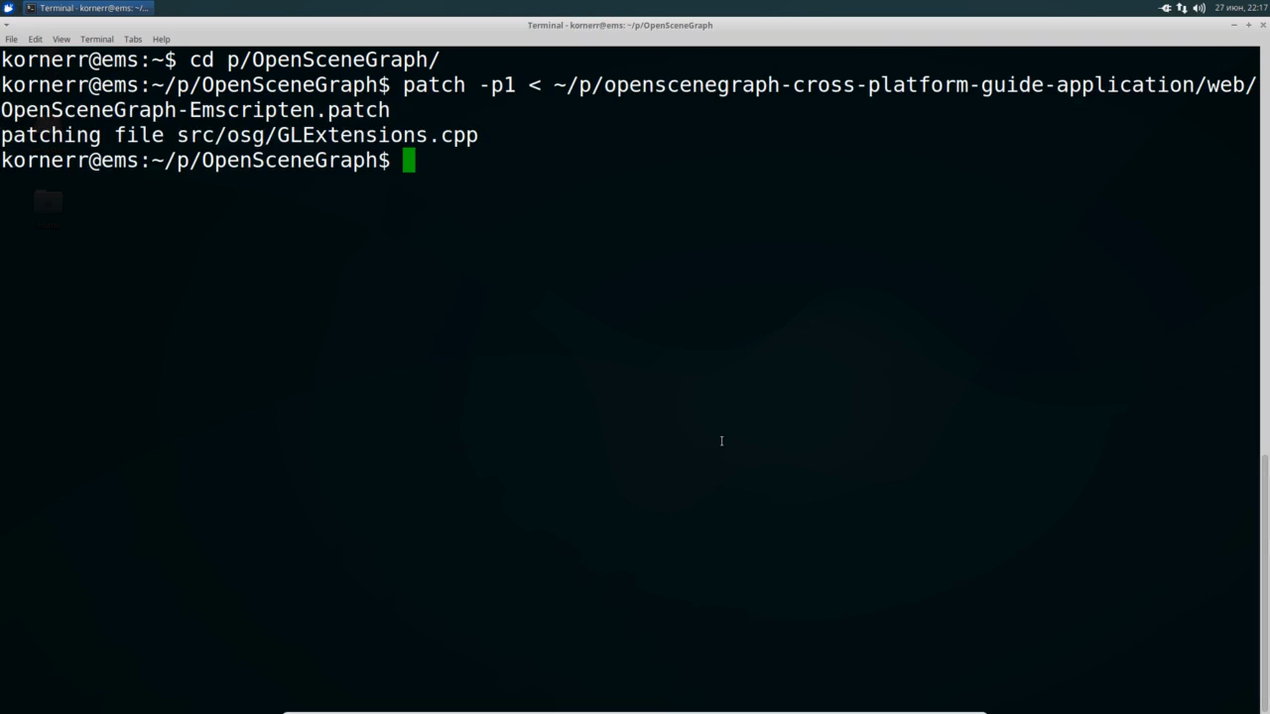 Terminal - kornerr@ems: ~/...
27 июн, 22:17
Terminal - kornerr@ems: ~/p/OpenSceneGraph
File Edit View Terminal Tabs Help
kornerr@ems:~$ cd p/OpenSceneGraph/
kornerr@ems:~/p/OpenSceneGraph$ patch -p1 < ~/p/openscenegraph-cross-platform-guide-application/web/
OpenSceneGraph-Emscripten.patch
patching file src/osg/GLExtensions.cpp
kornerr@ems:~/p/OpenSceneGraph$